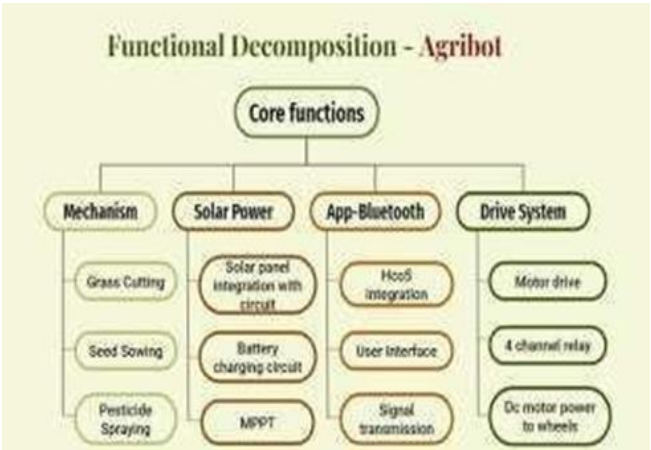 Functional Decomposition - Agribot
Core functions
Mechanism
Solar Power
App-Bluetooth
Drive System
Grass Cutting
Seed Sowing
Pesticide
Spraying
Solar panel
integration with
circuit
Battery
charging circuit
MPPT
Hc05
integration
User Interface
Signal
transmission
Motor drive
4 channel relay
Dc motor power
to wheels